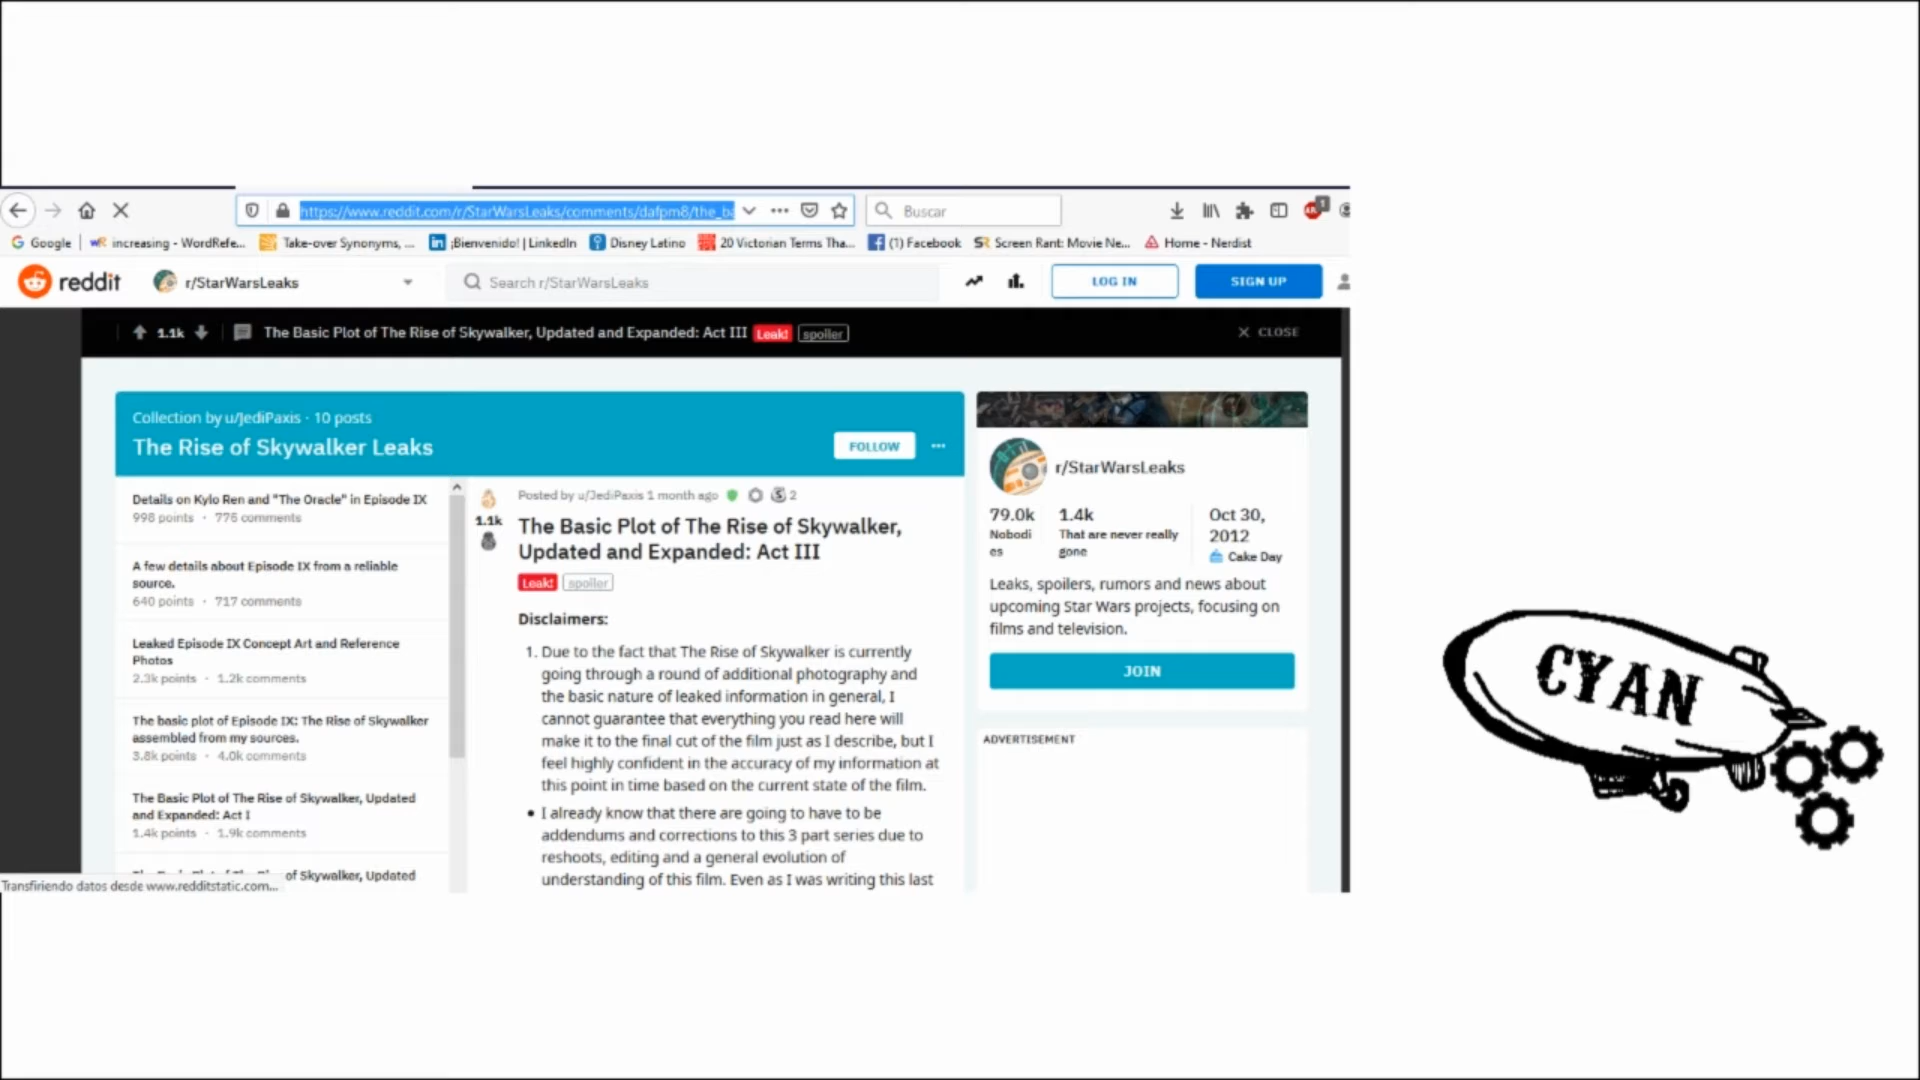 https://www.reddit.com/r/StarWarsLeaks/comments/dafpm8/the_ba
Buscar
1
Google
increasing - WordRefe...
Take-over Synonyms, ...
¡Bienvenido! | LinkedIn
Disney Latino
20 Victorian Terms Tha...
(1) Facebook
Screen Rant: Movie Ne...
Home - Nerdist
reddit
r/StarWarsLeaks
Search r/StarWarsLeaks
LOG IN
SIGN UP
1.1k
The Basic Plot of The Rise of Skywalker, Updated and Expanded: Act III Leak! spoiler
CLOSE
Collection by u/JediPaxis · 10 posts
The Rise of Skywalker Leaks
FOLLOW
Details on Kylo Ren and "The Oracle" in Episode IX
998 points · 775 comments
A few details about Episode IX from a reliable
source.
640 points · 717 comments
Leaked Episode IX Concept Art and Reference
Photos
2.3k points · 1.2k comments
The basic plot of Episode IX: The Rise of Skywalker
assembled from my sources.
3.8k points · 4.0k comments
The Basic Plot of The Rise of Skywalker, Updated
and Expanded: Act I
1.4k points · 1.9k comments
of Skywalker, Updated
Transfiriendo datos desde www.redditstatic.com...
1.1k
Posted by u/JediPaxis 1 month ago 2
The Basic Plot of The Rise of Skywalker,
Updated and Expanded: Act III
Leak! spoiler
Disclaimers:
1. Due to the fact that The Rise of Skywalker is currently
going through a round of additional photography and
the basic nature of leaked information in general, I
cannot guarantee that everything you read here will
make it to the final cut of the film just as I describe, but I
feel highly confident in the accuracy of my information at
this point in time based on the current state of the film.
• I already know that there are going to have to be
addendums and corrections to this 3 part series due to
reshoots, editing and a general evolution of
understanding of this film. Even as I was writing this last
r/StarWarsLeaks
79.0k
Nobodi
es
1.4k
That are never really
gone
Oct 30,
2012
Cake Day
Leaks, spoilers, rumors and news about
upcoming Star Wars projects, focusing on
films and television.
JOIN
ADVERTISEMENT
CYAN